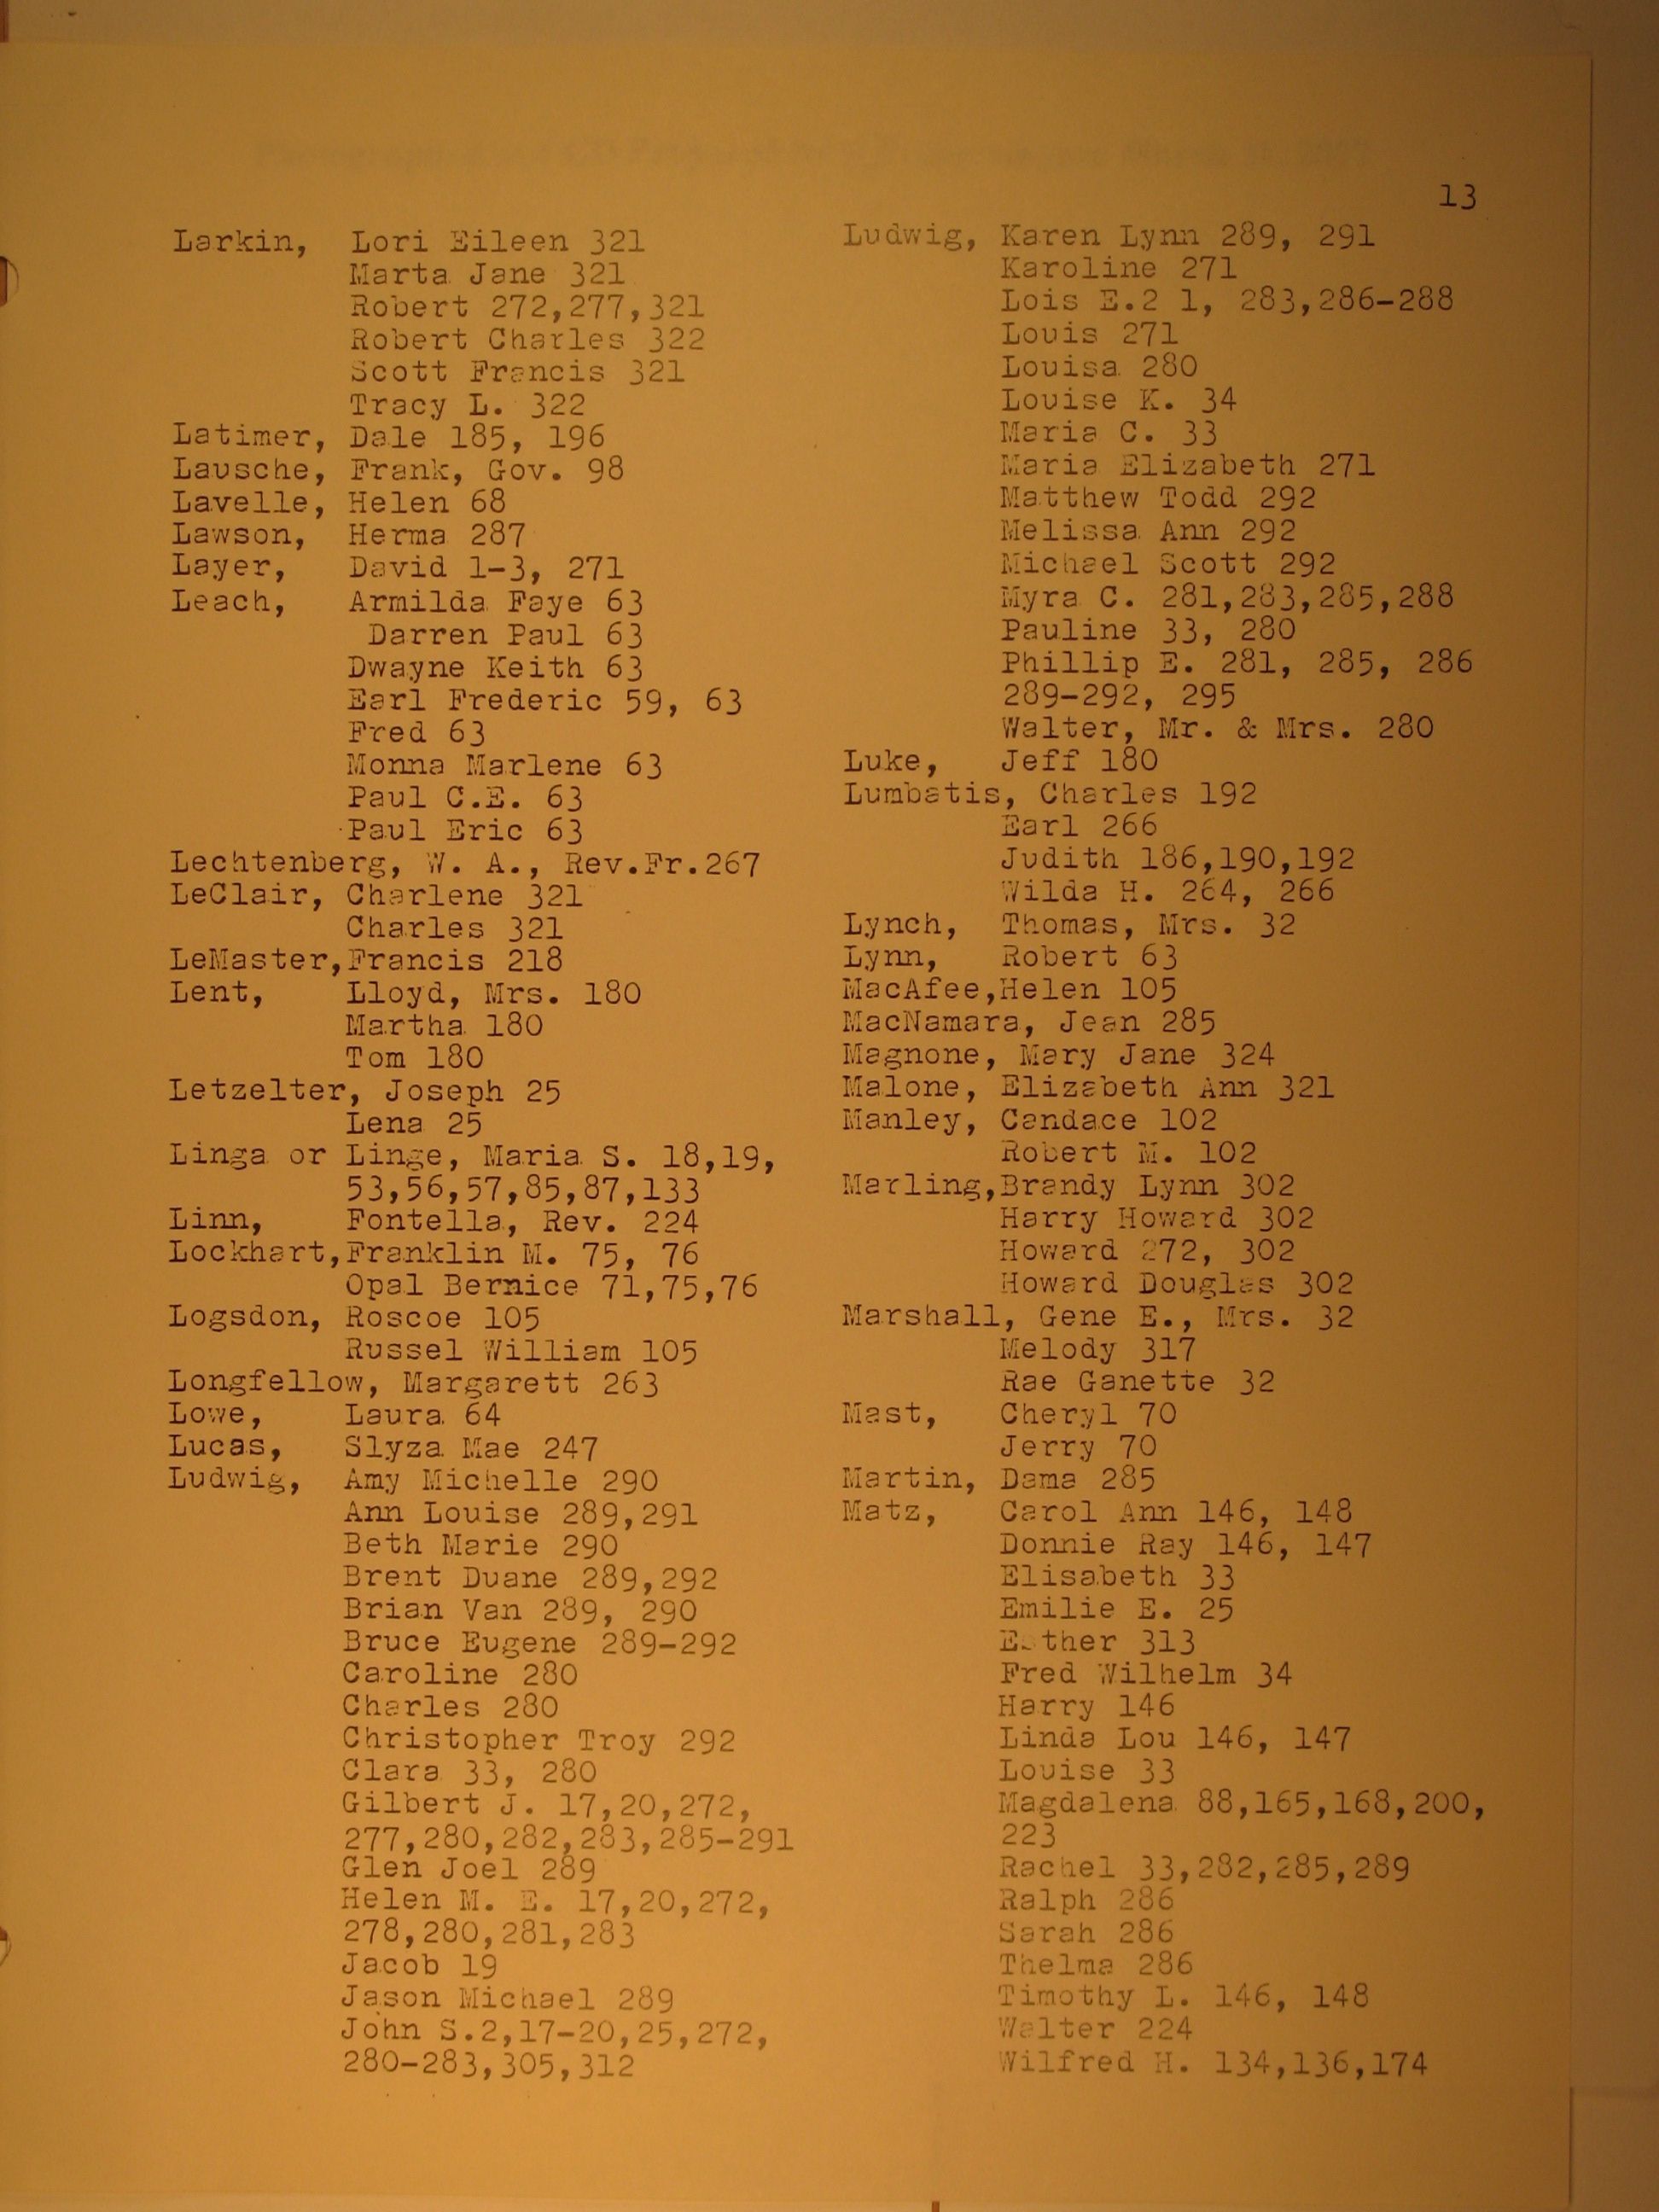 13
Larkin, Lori Eileen 321
Marta Jane 321
Robert 272,277,321
Robert Charles 322
Scott Francis 321
Tracy L. 322
Latimer, Dale 185, 196
Lausche, Frank, Gov. 98
Lavelle, Helen 68
Lawson, Herma 287
Layer, David 1-3, 271
Leach, Armilda Faye 63
Darren Paul 63
Dwayne Keith 63
Earl Frederic 59, 63
Fred 63
Monna Marlene 63
Paul C.E. 63
Paul Eric 63
Lechtenberg, W. A., Rev.Fr.267
LeClair, Charlene 321
Charles 321
LeMaster,Francis 218
Lent, Lloyd, Mrs. 180
Martha 180
Tom 180
Letzelter, Joseph 25
Lena 25
Linga or Linge, Maria S. 18,19,
53,56,57,85,87,133
Linn, Fontella, Rev. 224
Lockhart,Franklin M. 75, 76
Opal Bernice 71,75,76
Logsdon, Roscoe 105
Russel William 105
Longfellow, Margarett 263
Lowe, Laura 64
Lucas, Slyza Mae 247
Ludwig, Amy Michelle 290
Ann Louise 289,291
Beth Marie 290
Brent Duane 289,292
Brian Van 289, 290
Bruce Eugene 289-292
Caroline 280
Charles 280
Christopher Troy 292
Clara 33, 280
Gilbert J. 17,20,272,
277,280,282,283,285-291
Glen Joel 289
Helen M. E. 17,20,272,
278,280,281,283
Jacob 19
Jason Michael 289
John S.2,17-20,25,272,
280-283,305,312
Ludwig, Karen Lynn 289, 291
Karoline 271
Lois E.2 1, 283,286-288
Louis 271
Louisa 280
Louise K. 34
Maria C. 33
Maria Elizabeth 271
Matthew Todd 292
Melissa Ann 292
Michael Scott 292
Myra C. 281,283,285,288
Pauline 33, 280
Phillip E. 281, 285, 286
289-292, 295
Walter, Mr. & Mrs. 280
Luke, Jeff 180
Lumbatis, Charles 192
Earl 266
Judith 186,190,192
Wilda H. 264, 266
Lynch, Thomas, Mrs. 32
Lynn, Robert 63
MacAfee,Helen 105
MacNamara, Jean 285
Magnone, Mary Jane 324
Malone, Elizabeth Ann 321
Manley, Candace 102
Robert M. 102
Marling,Brandy Lynn 302
Harry Howard 302
Howard 272, 302
Howard Douglas 302
Marshall, Gene E., Mrs. 32
Melody 317
Rae Ganette 32
Mast, Cheryl 70
Jerry 70
Martin, Dama 285
Matz, Carol Ann 146, 148
Donnie Ray 146, 147
Elisabeth 33
Emilie E. 25
Esther 313
Fred Wilhelm 34
Harry 146
Linda Lou 146, 147
Louise 33
Magdalena 88,165,168,200,
223
Rachel 33,282,285,289
Ralph 286
Sarah 286
Thelma 286
Timothy L. 146, 148
Walter 224
Wilfred H. 134,136,174